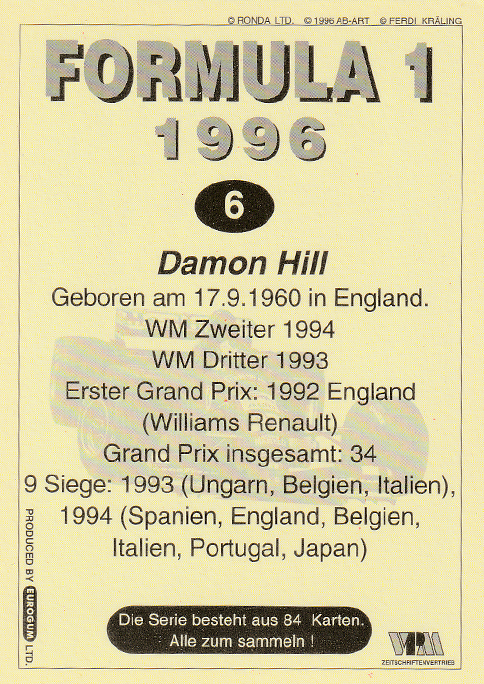 © RONDA LTD. © 1996 AB-ART © FERDI KRÄLING
FORMULA 1
1996
6
Damon Hill
Geboren am 17.9.1960 in England.
WM Zweiter 1994
WM Dritter 1993
Erster Grand Prix: 1992 England
(Williams Renault)
Grand Prix insgesamt: 34
9 Siege: 1993 (Ungarn, Belgien, Italien),
1994 (Spanien, England, Belgien,
Italien, Portugal, Japan)
PRODUCED BY EUROGUM LTD.
Die Serie besteht aus 84 Karten.
Alle zum sammeln !
VPM
ZEITSCHRIFTENVERTRIEB